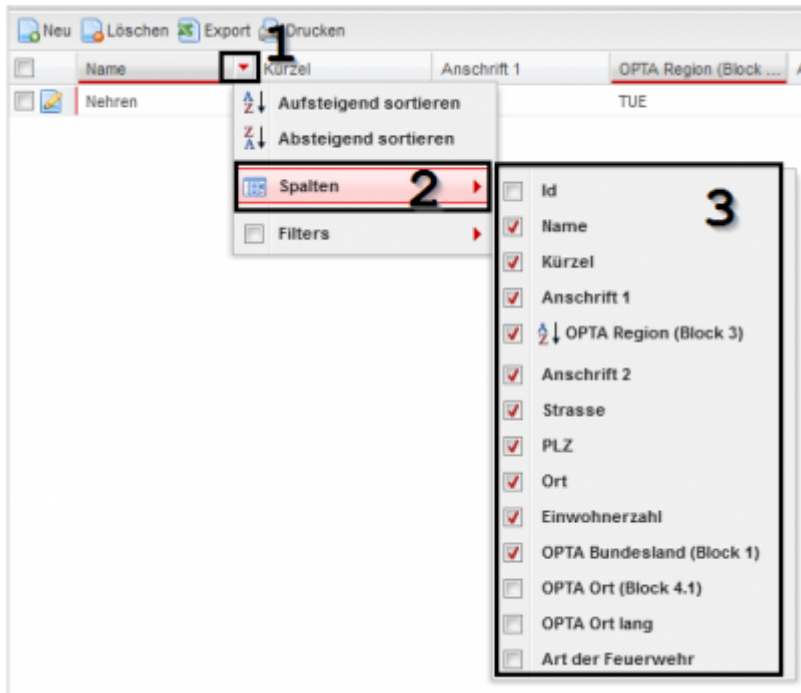 Neu Löschen Export Drucken
1
Name Kürzel Anschrift 1 OPTA Region (Block ...
Nehren TUE
Aufsteigend sortieren
Absteigend sortieren
Spalten 2
Filters
3
Id
Name
Kürzel
Anschrift 1
OPTA Region (Block 3)
Anschrift 2
Strasse
PLZ
Ort
Einwohnerzahl
OPTA Bundesland (Block 1)
OPTA Ort (Block 4.1)
OPTA Ort lang
Art der Feuerwehr